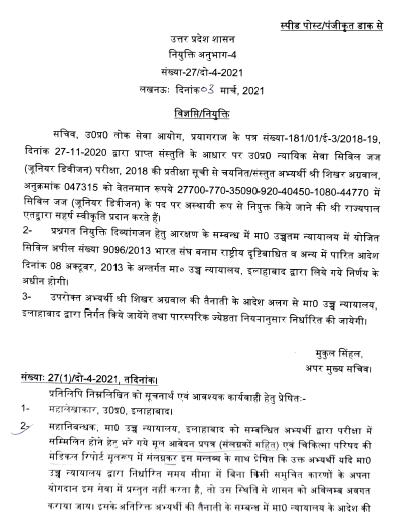 स्पीड पोस्ट/पंजीकृत डाक से
उत्तर प्रदेश शासन
नियुक्ति अनुभाग-4
संख्या-27/दो-4-2021
लखनऊः दिनांक 03 मार्च, 2021
विज्ञप्ति/नियुक्ति
सचिव, उ0प्र0 लोक सेवा आयोग, प्रयागराज के पत्र संख्या-181/01/ई-3/2018-19,
दिनांक 27-11-2020 द्वारा प्राप्त संस्तुति के आधार पर उ0प्र0 न्यायिक सेवा सिविल जज
(जूनियर डिवीजन) परीक्षा, 2018 की प्रतीक्षा सूची से चयनित/संस्तुत अभ्यर्थी श्री शिखर अग्रवाल,
अनुक्रमांक 047315 को वेतनमान रूपये 27700-770-35090-920-40450-1080-44770 में
सिविल जज (जूनियर डिवीजन) के पद पर अस्थायी रूप से नियुक्त किये जाने की श्री राज्यपाल
एतद्द्वारा सहर्ष स्वीकृति प्रदान करते हैं।
2- प्रश्नगत नियुक्ति दिव्यांगजन हेतु आरक्षण के सम्बन्ध में मा0 उच्चतम न्यायालय में योजित
सिविल अपील संख्या 9096/2013 भारत संघ बनाम राष्ट्रीय दृष्टिबाधित व अन्य में पारित आदेश
दिनांक 08 अक्टूबर, 2013 के अन्तर्गत मा० उच्च न्यायालय, इलाहाबाद द्वारा लिये गये निर्णय के
अधीन होगी।
3- उपरोक्त अभ्यर्थी श्री शिखर अग्रवाल की तैनाती के आदेश अलग से मा0 उच्च न्यायालय,
इलाहाबाद द्वारा निर्गत किये जायेंगे तथा पारस्परिक ज्येष्ठता नियमानुसार निर्धारित की जायेगी।
मुकुल सिंहल,
अपर मुख्य सचिव।
संख्याः 27(1)/दो-4-2021, तदिनांक।
प्रतिलिपि निम्नलिखित को सूचनार्थ एवं आवश्यक कार्यवाही हेतु प्रेषितः-
1- महालेखाकार, उ0प्र0, इलाहाबाद।
2- महानिबन्धक, मा0 उच्च न्यायालय, इलाहाबाद को सम्बन्धित अभ्यर्थी द्वारा परीक्षा में
सम्मिलित होने हेतु भरे गये मूल आवेदन प्रपत्र (संलग्नकों सहित) एवं चिकित्सा परिषद की
मेडिकल रिपोर्ट मूलरूप में संलग्नकर इस मन्तव्य के साथ प्रेषित कि उक्त अभ्यर्थी यदि मा0
उच्च न्यायालय द्वारा निर्धारित समय सीमा में बिना किसी समुचित कारणों के अपना
योगदान इस सेवा में प्रस्तुत नहीं करता है, तो उस स्थिति से शासन को अविलम्ब अवगत
कराया जाय। इसके अतिरिक्त अभ्यर्थी की तैनाती के सम्बन्ध में मा0 न्यायालय के आदेश की